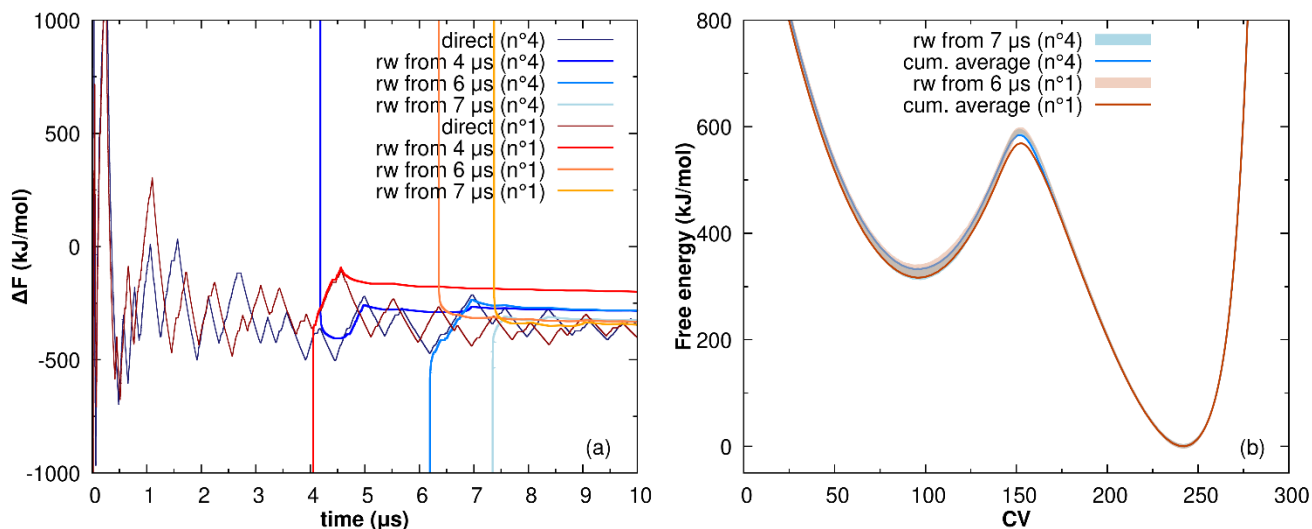 1000
500
0
-500
-1000
ΔF (kJ/mol)
direct (n°4)
rw from 4 µs (n°4)
rw from 6 µs (n°4)
rw from 7 µs (n°4)
direct (n°1)
rw from 4 µs (n°1)
rw from 6 µs (n°1)
rw from 7 µs (n°1)
(a)
0 1 2 3 4 5 6 7 8 9 10
time (µs)
800
600
400
200
0
Free energy (kJ/mol)
rw from 7 µs (n°4)
cum. average (n°4)
rw from 6 µs (n°1)
cum. average (n°1)
(b)
0 50 100 150 200 250 300
CV